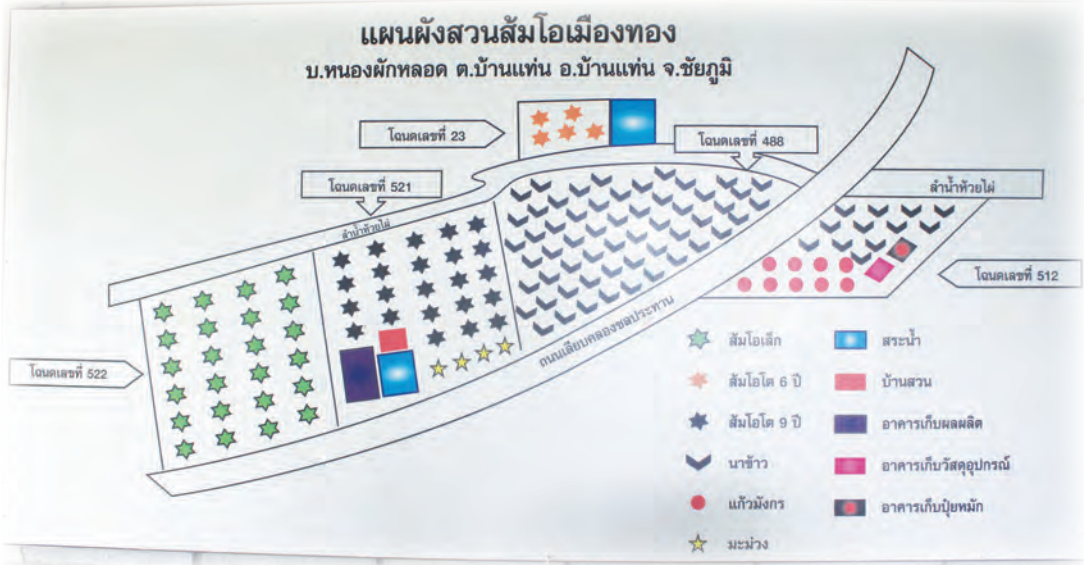 แผนผังสวนส้มโอเมืองทอง
บ.หนองผักหลอด ต.บ้านแท่น อ.บ้านแท่น จ.ชัยภูมิ
โฉนดเลขที่ 23
โฉนดเลขที่ 488
โฉนดเลขที่ 521
ลำน้ำห้วยไผ่
ลำน้ำห้วยไผ่
โฉนดเลขที่ 512
โฉนดเลขที่ 522
ถนนเลียบคลองชลประทาน
ส้มโอเล็ก
ส้มโอโต 6 ปี
ส้มโอโต 9 ปี
นาข้าว
แก้วมังกร
มะม่วง
สระน้ำ
บ้านสวน
อาคารเก็บผลผลิต
อาคารเก็บวัสดุอุปกรณ์
อาคารเก็บปุ๋ยหมัก